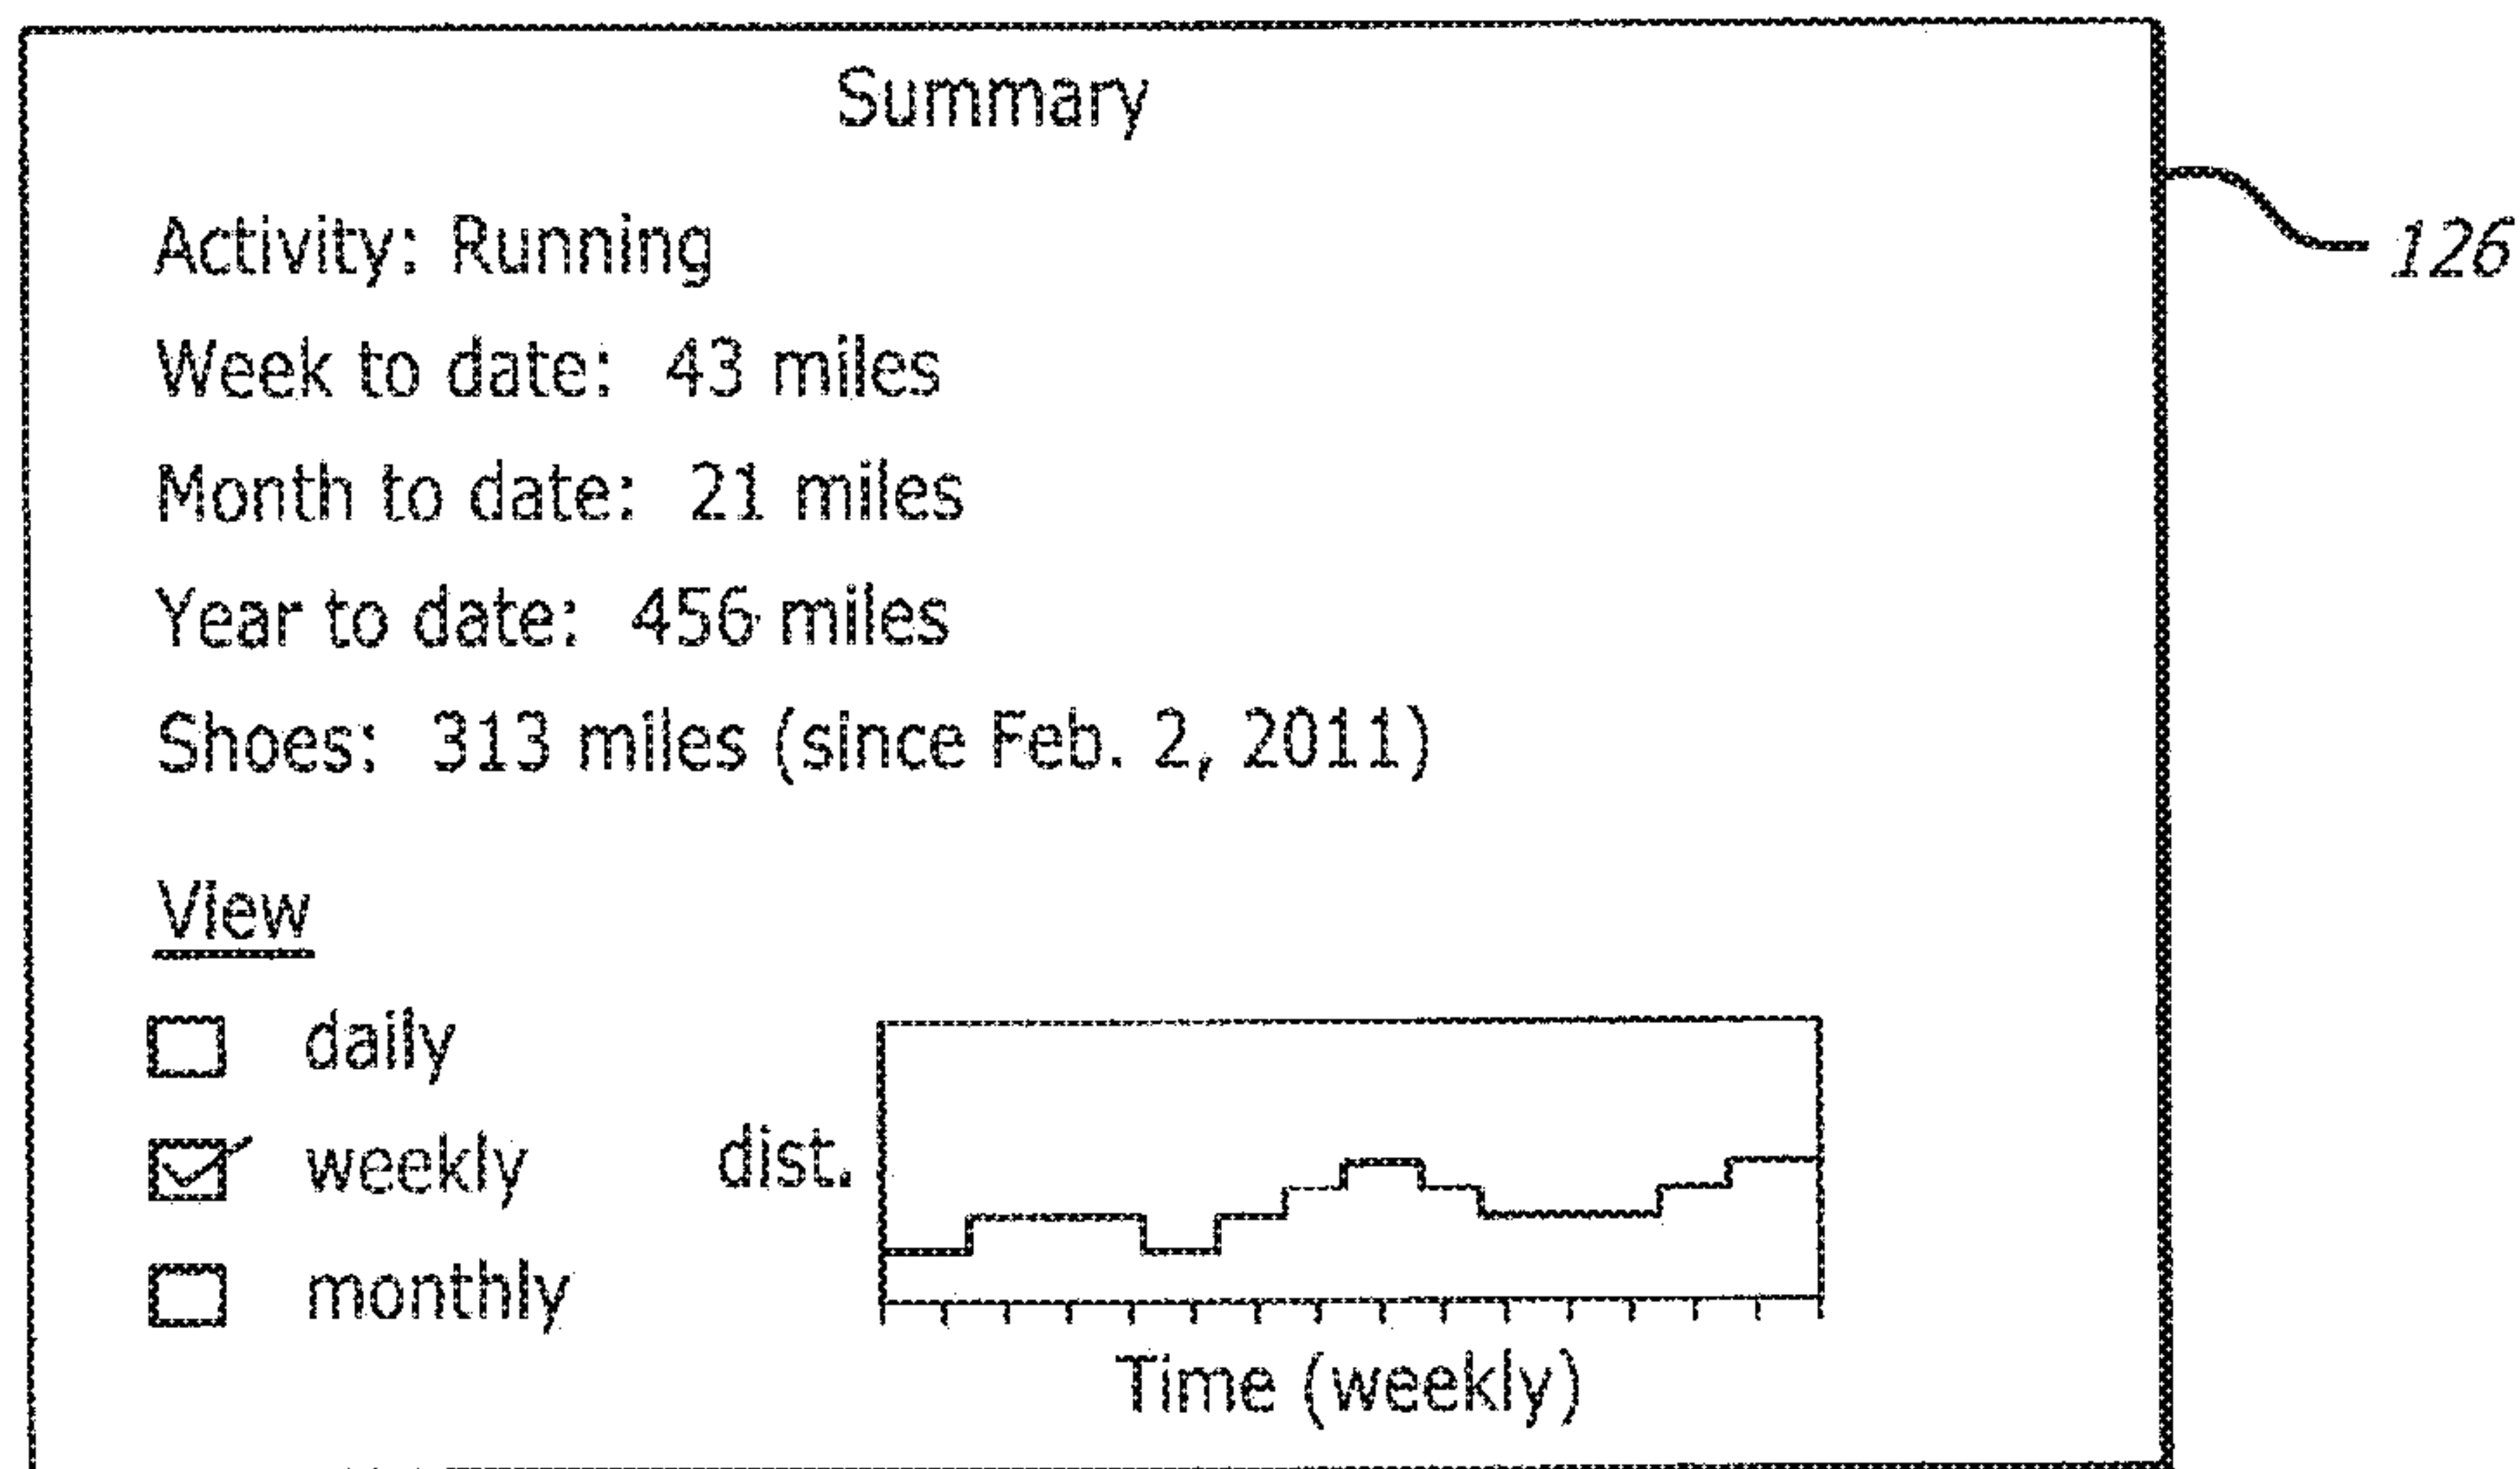 Summary
126
Activity: Running
Week to date: 43 miles
Month to date: 21 miles
Year to date: 456 miles
Shoes: 313 miles (since Feb. 2, 2011)
View
daily
weekly
monthly
dist.
Time (weekly)